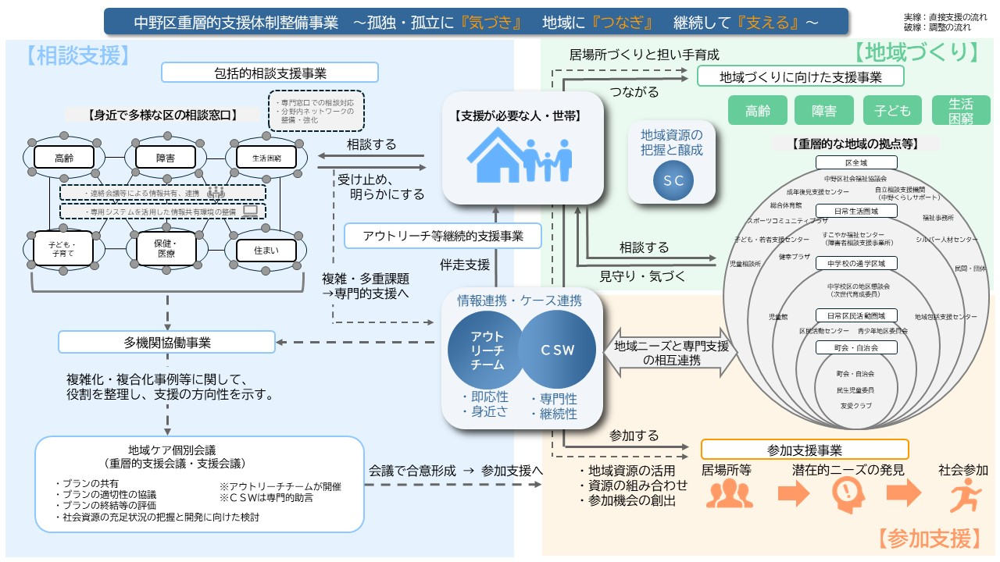 中野区重層的支援体制整備事業　～孤独・孤立に『気づき』　地域に『つなぎ』　継続して『支える』～
実線：直接支援の流れ
破線：調整の流れ
【相談支援】
包括的相談支援事業
【身近で多様な区の相談窓口】
・専門窓口での相談対応
・分野内ネットワークの
整備・強化
高齢
障害
生活困窮
・連絡会議等による情報共有、連携
・専用システムを活用した情報共有環境の整備
子ども・
子育て
保健・
医療
住まい
相談する
受け止め、
明らかにする
アウトリーチ等継続的支援事業
伴走支援
複雑・多重課題
→専門的支援へ
多機関協働事業
複雑化・複合化事例等に関して、
役割を整理し、支援の方向性を示す。
地域ケア個別会議
（重層的支援会議・支援会議）
・プランの共有
・プランの適切性の協議
・プランの終結等の評価
・社会資源の充足状況の把握と開発に向けた検討
※アウトリーチチームが開催
※ＣＳＷは専門的助言
会議で合意形成 → 参加支援へ
【支援が必要な人・世帯】
情報連携・ケース連携
アウト
リーチ
チーム
ＣＳＷ
・即応性
・身近さ
・専門性
・継続性
【地域づくり】
居場所づくりと担い手育成
つながる
地域づくりに向けた支援事業
高齢
障害
子ども
生活
困窮
地域資源の
把握と醸成
ＳＣ
相談する
見守り・気づく
地域ニーズと専門支援
の相互連携
【重層的な地域の拠点等】
区全域
中野区社会福祉協議会
成年後見支援センター
自立相談支援機関
（中野くらしサポート）
総合体育館
日常生活圏域
福祉事務所
スポーツコミュニティプラザ
子ども・若者支援センター
すこやか福祉センター
（障害者相談支援事業所）
シルバー人材センター
健幸プラザ
中学校の通学区域
児童相談所
民間・団体
中学校区の地区懇談会
（次世代育成委員）
児童館
日常区民活動圏域
地域包括支援センター
区民活動センター
青少年地区委員会
町会・自治会
町会・自治会
民生児童委員
友愛クラブ
参加する
参加支援事業
・地域資源の活用
・資源の組み合わせ
・参加機会の創出
居場所等
潜在的ニーズの発見
社会参加
【参加支援】